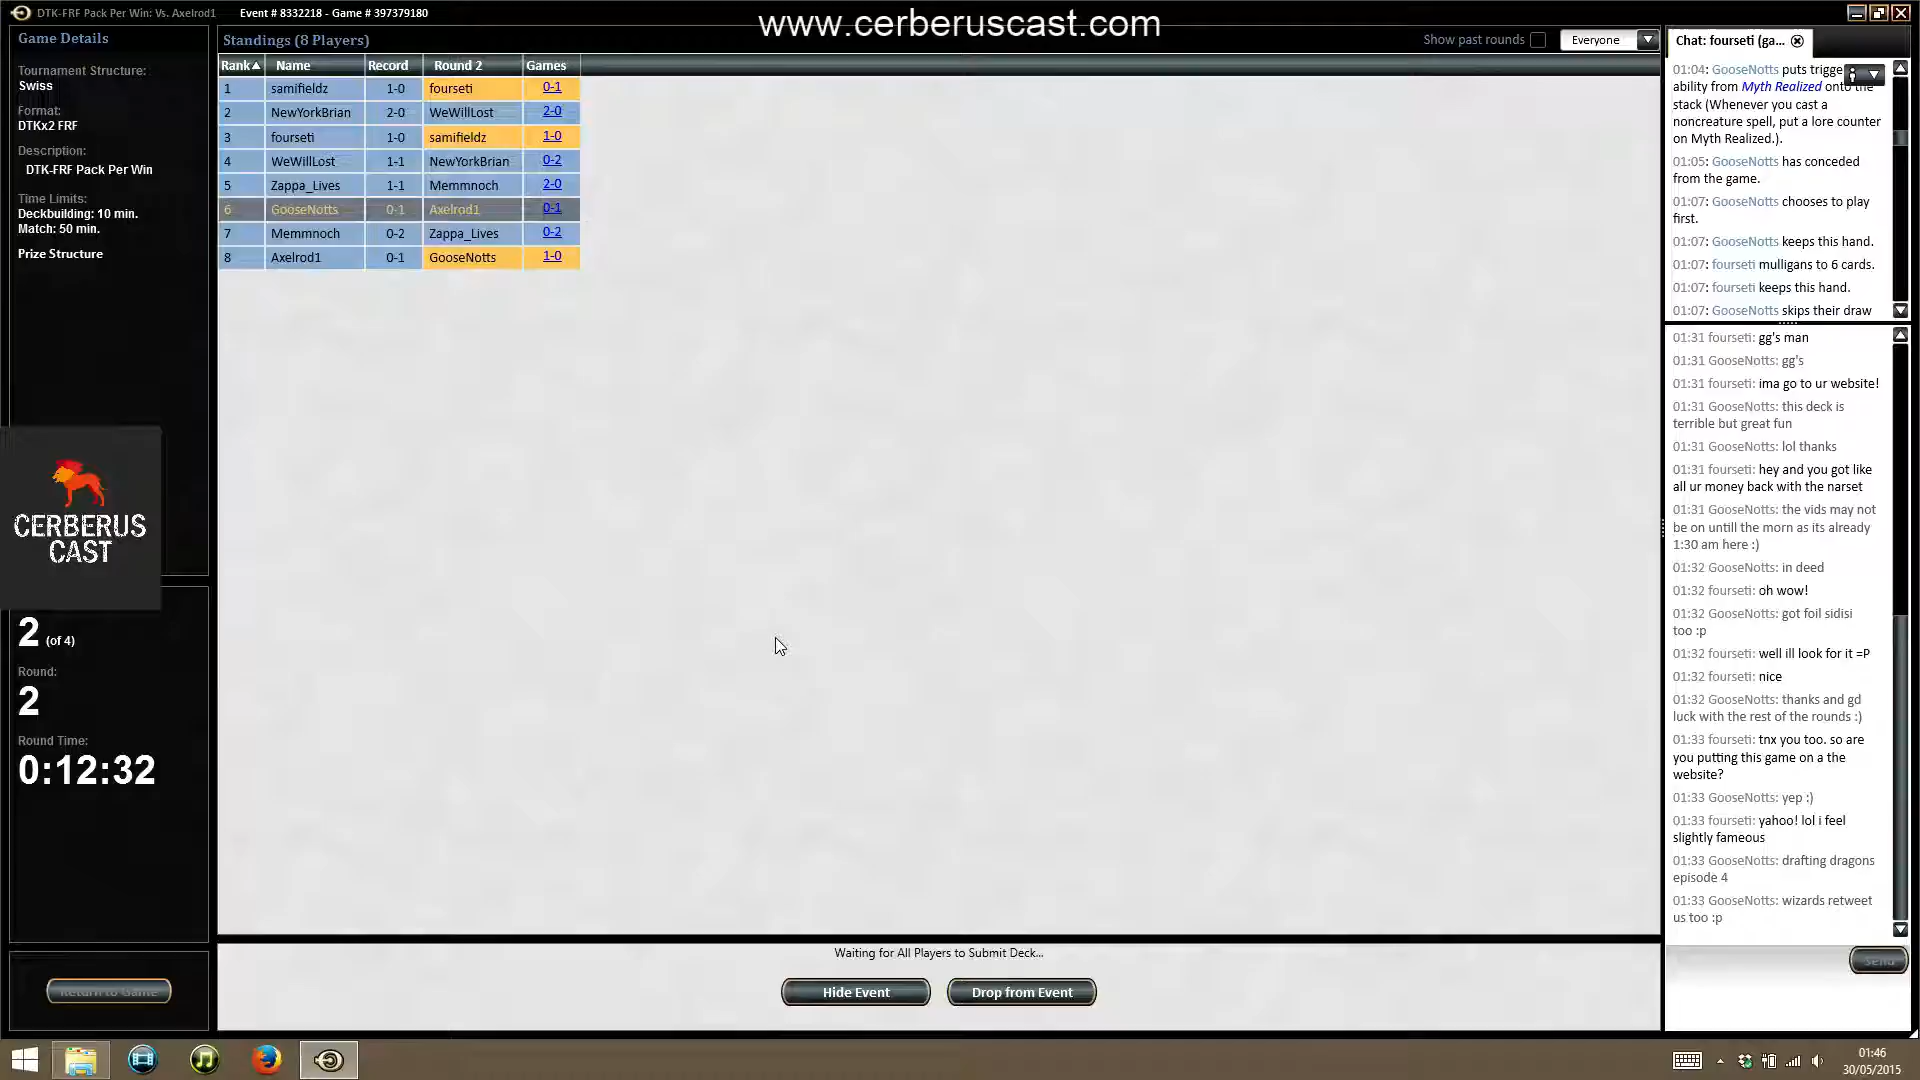 DTK-FRF Pack Per Win: Vs. Axelrod1
Event # 8332218 - Game # 397379180
www.cerberuscast.com
Game Details
Tournament Structure:
Swiss
Format:
DTKx2 FRF
Description:
DTK-FRF Pack Per Win
Time Limits:
Deckbuilding: 10 min.
Match: 50 min.
Prize Structure
CERBERUS
CAST
2 (of 4)
Round:
2
Round Time:
0:12:32
Return to Game
Standings (8 Players)
Show past rounds
Everyone
Rank Name Record Round 2 Games
1 samifieldz 1-0 fourseti 0-1
2 NewYorkBrian 2-0 WeWillLost 2-0
3 fourseti 1-0 samifieldz 1-0
4 WeWillLost 1-1 NewYorkBrian 0-2
5 Zappa_Lives 1-1 Memmnoch 2-0
6 GooseNotts 0-1 Axelrod1 0-1
7 Memmnoch 0-2 Zappa_Lives 0-2
8 Axelrod1 0-1 GooseNotts 1-0
Waiting for All Players to Submit Deck...
Hide Event
Drop from Event
Chat: fourseti (ga...
01:04: GooseNotts puts trigge
ability from Myth Realized onto the
stack (Whenever you cast a
noncreature spell, put a lore counter
on Myth Realized.).
01:05: GooseNotts has conceded
from the game.
01:07: GooseNotts chooses to play
first.
01:07: GooseNotts keeps this hand.
01:07: fourseti mulligans to 6 cards.
01:07: fourseti keeps this hand.
01:07: GooseNotts skips their draw
01:31 fourseti: gg's man
01:31 GooseNotts: gg's
01:31 fourseti: ima go to ur website!
01:31 GooseNotts: this deck is
terrible but great fun
01:31 GooseNotts: lol thanks
01:31 fourseti: hey and you got like
all ur money back with the narset
01:31 GooseNotts: the vids may not
be on untill the morn as its already
1:30 am here :)
01:32 GooseNotts: in deed
01:32 fourseti: oh wow!
01:32 GooseNotts: got foil sidisi
too :p
01:32 fourseti: well ill look for it =P
01:32 fourseti: nice
01:32 GooseNotts: thanks and gd
luck with the rest of the rounds :)
01:33 fourseti: tnx you too. so are
you putting this game on a the
website?
01:33 GooseNotts: yep :)
01:33 fourseti: yahoo! lol i feel
slightly fameous
01:33 GooseNotts: drafting dragons
episode 4
01:33 GooseNotts: wizards retweet
us too :p
Send
01:46
30/05/2015